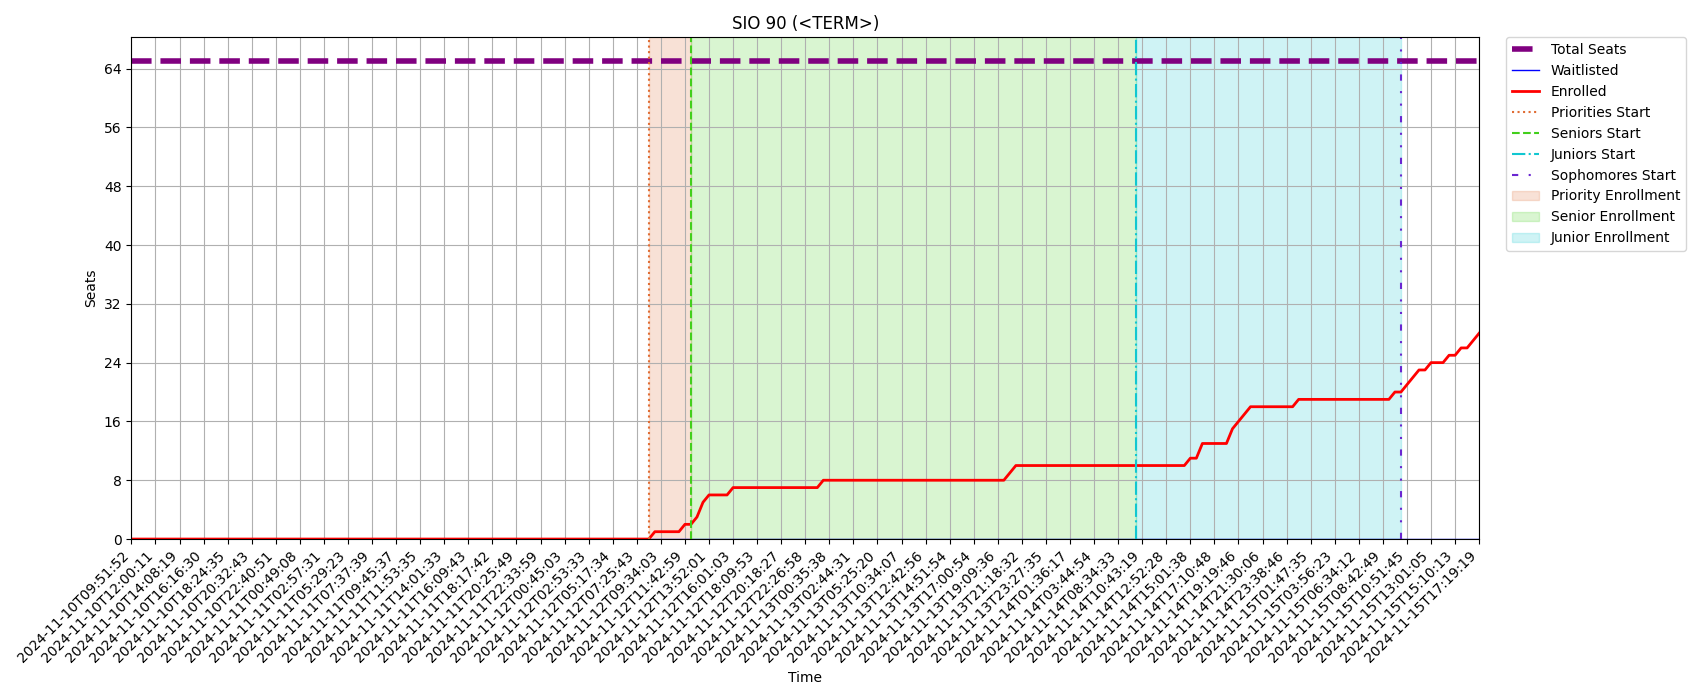 SIO 90 (<TERM>)
Total Seats
Waitlisted
Enrolled
Priorities Start
Seniors Start
Juniors Start
Sophomores Start
Priority Enrollment
Senior Enrollment
Junior Enrollment
Seats
64
56
48
40
32
24
16
8
0
2024-11-10T09:51:52
2024-11-10T12:00:11
2024-11-10T14:08:19
2024-11-10T16:16:30
2024-11-10T18:24:35
2024-11-10T20:32:43
2024-11-10T22:40:51
2024-11-11T00:49:08
2024-11-11T02:57:31
2024-11-11T05:29:23
2024-11-11T07:37:39
2024-11-11T09:45:37
2024-11-11T11:53:35
2024-11-11T14:01:33
2024-11-11T16:09:43
2024-11-11T18:17:42
2024-11-11T20:25:49
2024-11-11T22:33:59
2024-11-12T00:45:03
2024-11-12T02:53:33
2024-11-12T05:17:34
2024-11-12T07:25:43
2024-11-12T09:34:03
2024-11-12T11:42:59
2024-11-12T13:52:01
2024-11-12T16:01:03
2024-11-12T18:09:53
2024-11-12T20:18:27
2024-11-12T22:26:58
2024-11-13T00:35:38
2024-11-13T02:44:31
2024-11-13T05:25:20
2024-11-13T10:34:07
2024-11-13T12:42:56
2024-11-13T14:51:54
2024-11-13T17:00:54
2024-11-13T19:09:36
2024-11-13T21:18:32
2024-11-13T23:27:35
2024-11-14T01:36:17
2024-11-14T03:44:54
2024-11-14T08:34:33
2024-11-14T10:43:19
2024-11-14T12:52:28
2024-11-14T15:01:38
2024-11-14T17:10:48
2024-11-14T19:19:46
2024-11-14T21:30:06
2024-11-14T23:38:46
2024-11-15T01:47:35
2024-11-15T03:56:23
2024-11-15T06:34:12
2024-11-15T08:42:49
2024-11-15T10:51:45
2024-11-15T13:01:05
2024-11-15T15:10:13
2024-11-15T17:19:19
Time